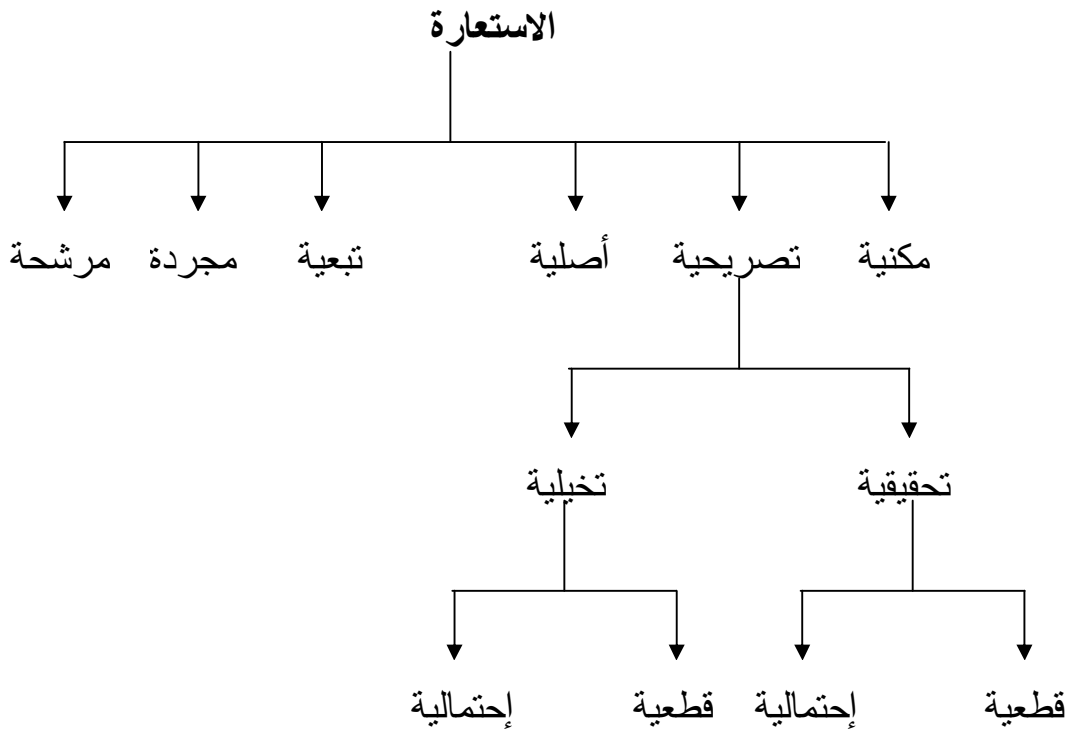 الاستعارة
مكنية تصريحية أصلية تبعية مجردة مرشحة
تحقيقية تخيلية
قطعية إحتمالية قطعية إحتمالية